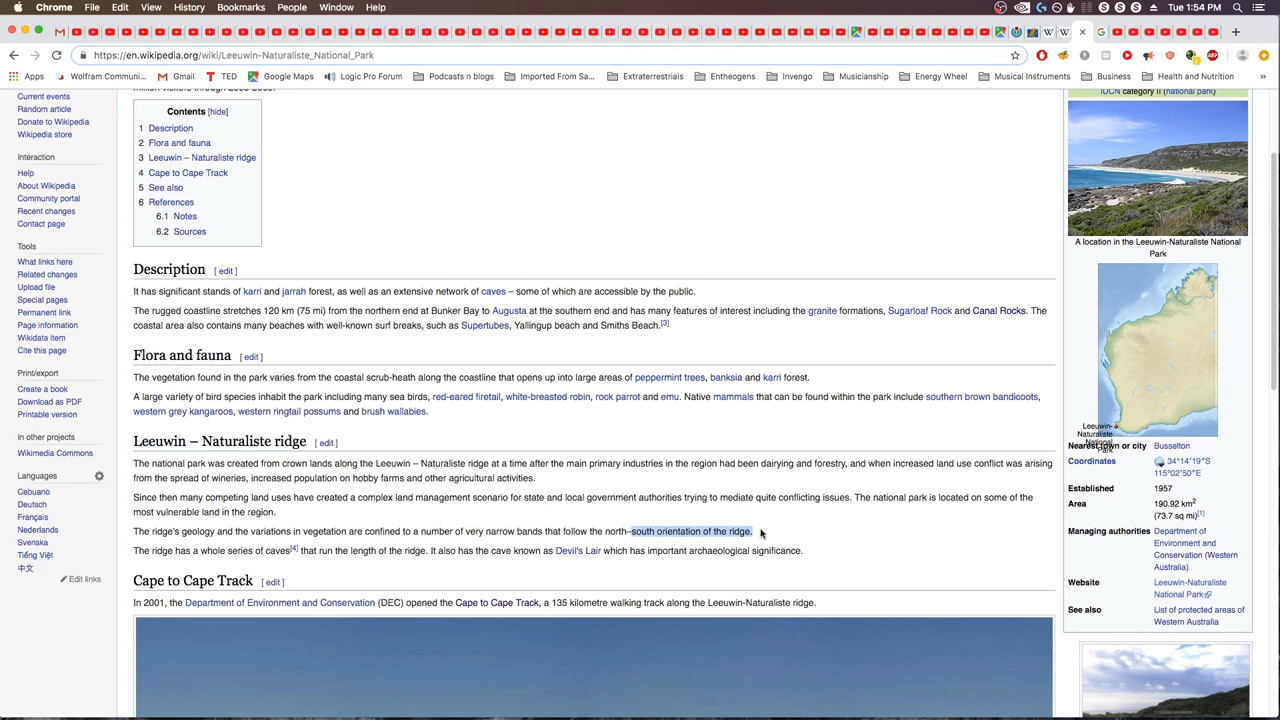 Chrome File Edit View History Bookmarks People Window Help
Tue 1:54 PM
https://en.wikipedia.org/wiki/Leeuwin-Naturaliste_National_Park
Apps Wolfram Communi... Gmail TED Google Maps Logic Pro Forum Podcasts n blogs Imported From Sa... Extraterrestrials Entheogens Invengo Musicianship Energy Wheel Musical Instruments Business Health and Nutrition »
Current events
Random article
Donate to Wikipedia
Wikipedia store
Interaction
Help
About Wikipedia
Community portal
Recent changes
Contact page
Tools
What links here
Related changes
Upload file
Special pages
Permanent link
Page information
Wikidata item
Cite this page
Print/export
Create a book
Download as PDF
Printable version
In other projects
Wikimedia Commons
Languages
Cebuano
Deutsch
Français
Nederlands
Svenska
Tiếng Việt
中文
Edit links
Contents [hide]
1 Description
2 Flora and fauna
3 Leeuwin – Naturaliste ridge
4 Cape to Cape Track
5 See also
6 References
6.1 Notes
6.2 Sources
Description [ edit ]
It has significant stands of karri and jarrah forest, as well as an extensive network of caves – some of which are accessible by the public.
The rugged coastline stretches 120 km (75 mi) from the northern end at Bunker Bay to Augusta at the southern end and has many features of interest including the granite formations, Sugarloaf Rock and Canal Rocks. The
coastal area also contains many beaches with well-known surf breaks, such as Supertubes, Yallingup beach and Smiths Beach.[3]
Flora and fauna [ edit ]
The vegetation found in the park varies from the coastal scrub-heath along the coastline that opens up into large areas of peppermint trees, banksia and karri forest.
A large variety of bird species inhabit the park including many sea birds, red-eared firetail, white-breasted robin, rock parrot and emu. Native mammals that can be found within the park include southern brown bandicoots,
western grey kangaroos, western ringtail possums and brush wallabies.
Leeuwin – Naturaliste ridge [ edit ]
The national park was created from crown lands along the Leeuwin – Naturaliste ridge at a time after the main primary industries in the region had been dairying and forestry, and when increased land use conflict was arising
from the spread of wineries, increased population on hobby farms and other agricultural activities.
Since then many competing land uses have created a complex land management scenario for state and local government authorities trying to mediate quite conflicting issues. The national park is located on some of the
most vulnerable land in the region.
The ridge's geology and the variations in vegetation are confined to a number of very narrow bands that follow the north–south orientation of the ridge.
The ridge has a whole series of caves[4] that run the length of the ridge. It also has the cave known as Devil's Lair which has important archaeological significance.
Cape to Cape Track [ edit ]
In 2001, the Department of Environment and Conservation (DEC) opened the Cape to Cape Track, a 135 kilometre walking track along the Leeuwin-Naturaliste ridge.
IUCN category II (national park)
A location in the Leeuwin-Naturaliste National
Park
Leeuwin-
Naturaliste
National
Park
Nearest town or city Busselton
Coordinates 34°14′19″S
115°02′50″E
Established 1957
Area 190.92 km2
(73.7 sq mi)[1]
Managing authorities Department of
Environment and
Conservation (Western
Australia)
Website Leeuwin-Naturaliste
National Park
See also List of protected areas of
Western Australia